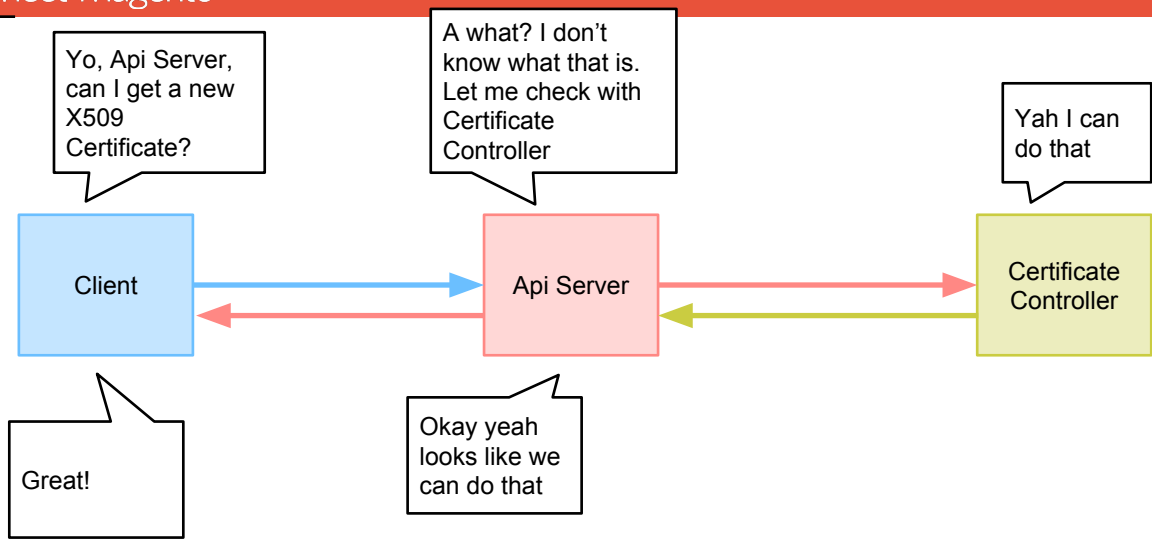 Magento
Yo, Api Server,
can I get a new
X509
Certificate?
A what? I don't
know what that is.
Let me check with
Certificate
Controller
Yah I can
do that
Client
Api Server
Certificate
Controller
Great!
Okay yeah
looks like we
can do that